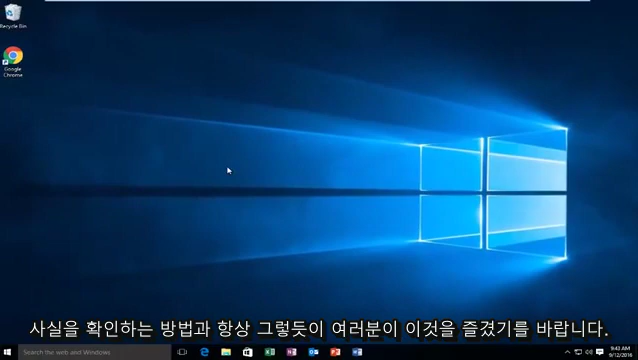 Recycle Bin
Google
Chrome
사실을 확인하는 방법과 항상 그렇듯이 여러분이 이것을 즐겼기를 바랍니다.
Search the web and Windows
9:43 AM
9/12/2016